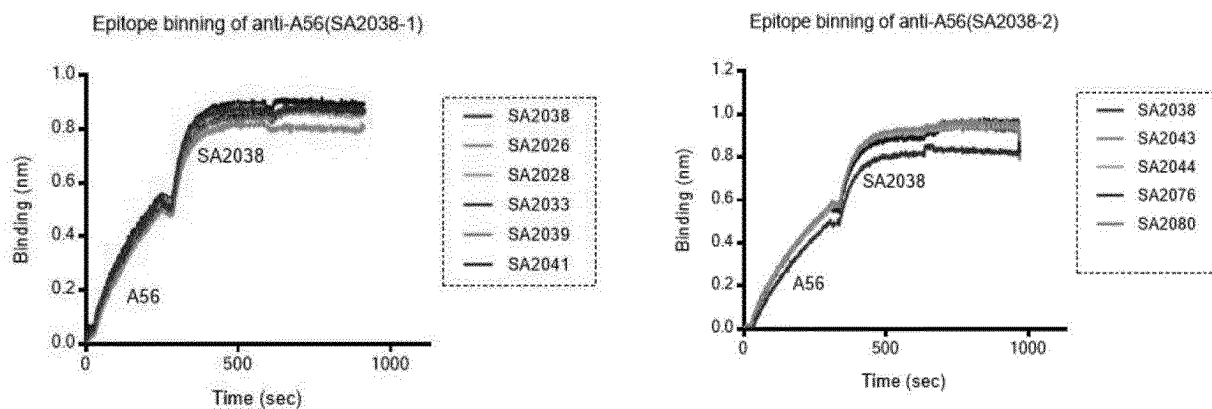 Epitope binning of anti-A56(SA2038-1)
1.0
0.8
0.6
0.4
0.2
0.0
Binding (nm)
SA2038
A56
0
500
1000
Time (sec)
SA2038
SA2026
SA2028
SA2033
SA2039
SA2041
Epitope binning of anti-A56(SA2038-2)
1.2
1.0
0.8
0.6
0.4
0.2
0.0
Binding (nm)
SA2038
A56
0
500
1000
Time (sec)
SA2038
SA2043
SA2044
SA2076
SA2080